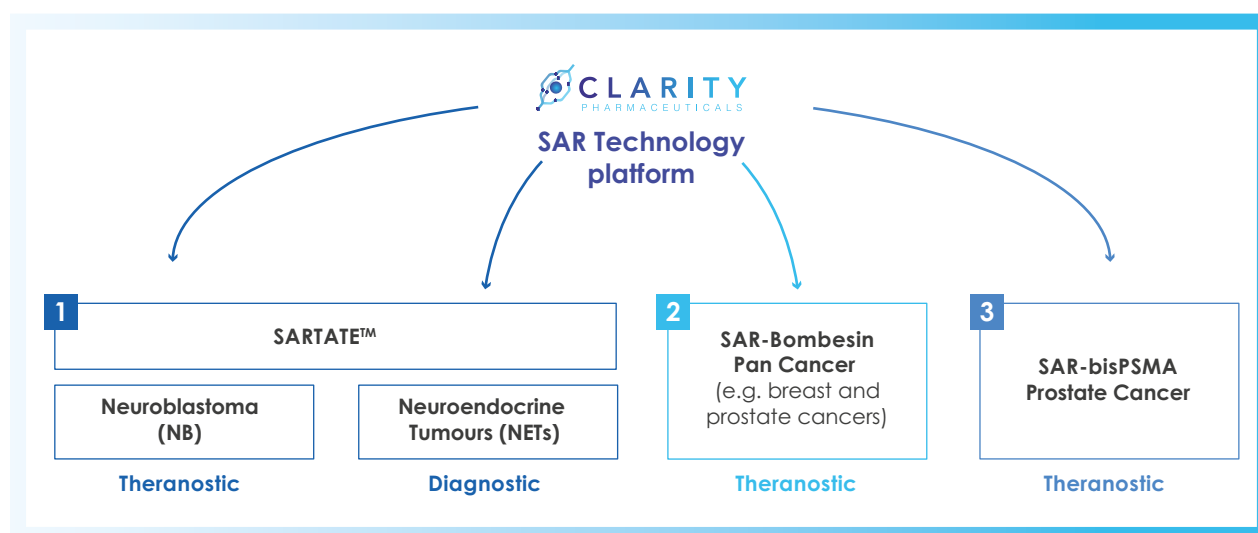 CLARITY
PHARMACEUTICALS
SAR Technology
platform
1
SARTATE™
Neuroblastoma
(NB)
Theranostic
Neuroendocrine
Tumours (NETs)
Diagnostic
2
SAR-Bombesin
Pan Cancer
(e.g. breast and
prostate cancers)
Theranostic
3
SAR-bisPSMA
Prostate Cancer
Theranostic